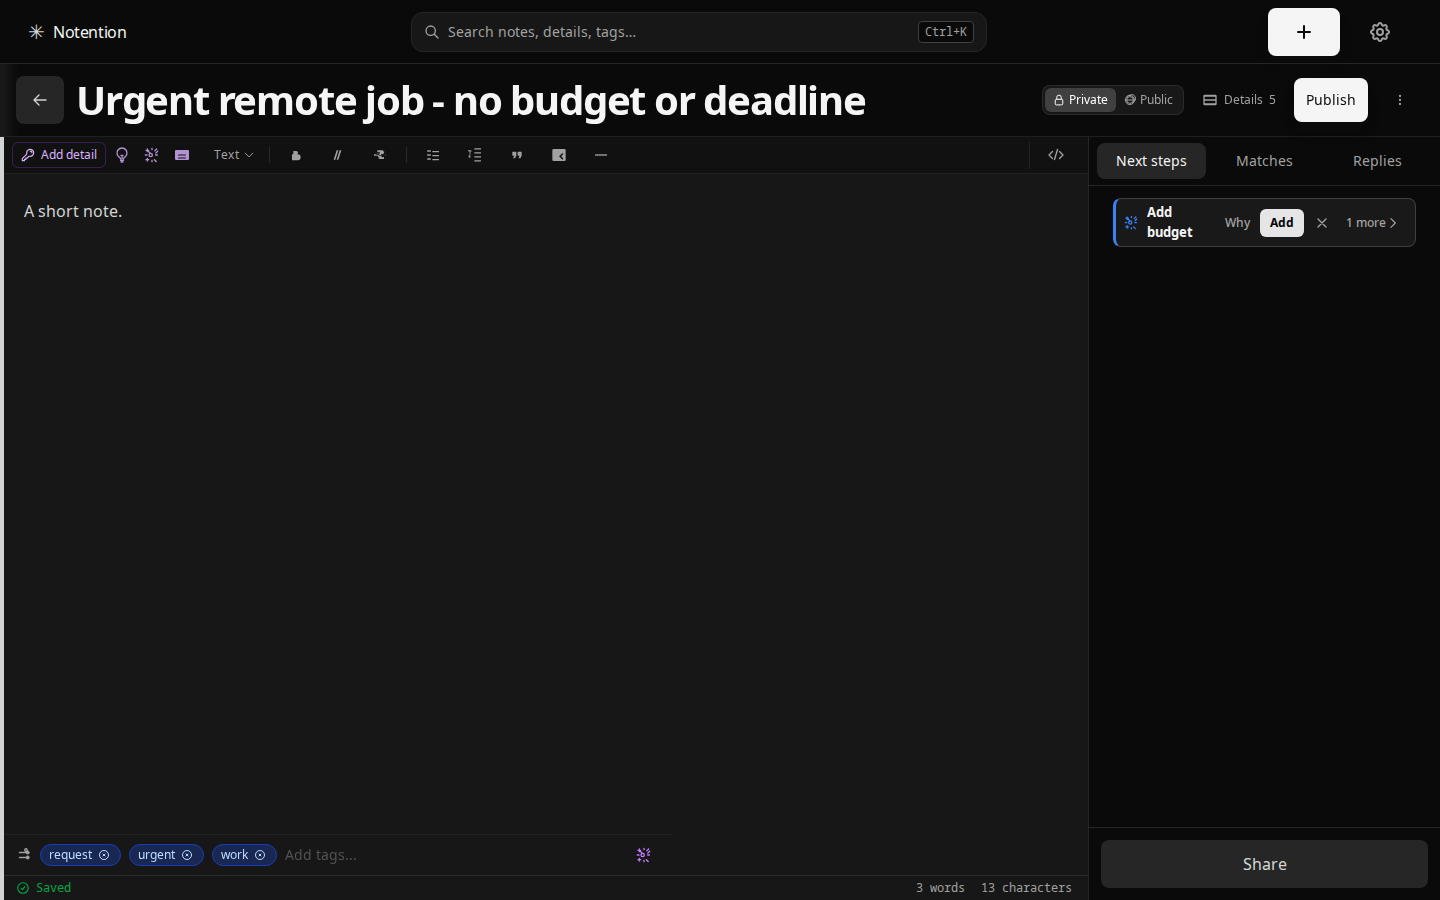 Notention
Search notes, details, tags...
Ctrl+K
Urgent remote job - no budget or deadline
Private
Public
Details 5
Publish
Add detail
Text
Next steps
Matches
Replies
A short note.
Add budget
Why
Add
1 more
request
urgent
work
Add tags...
Saved
3 words
13 characters
Share